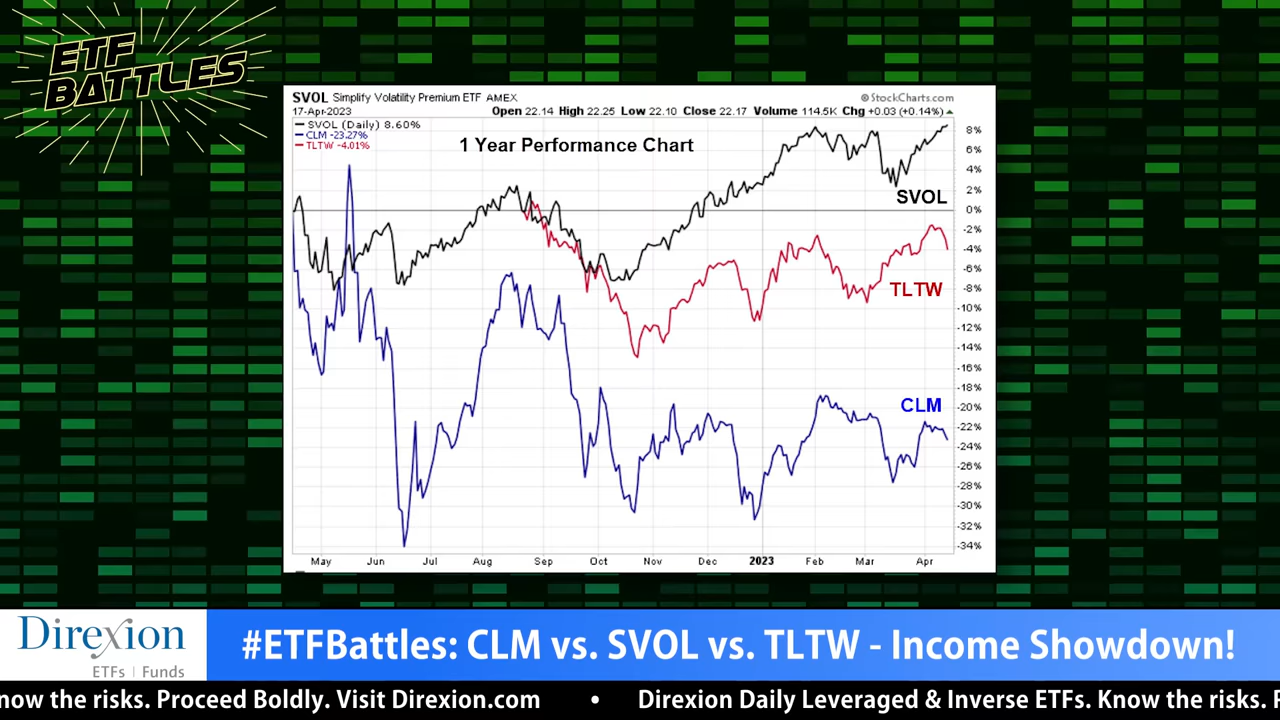 ETF
BATTLES
SVOL Simplify Volatility Premium ETF AMEX
© StockCharts.com
17-Apr-2023
Open 22.14 High 22.25 Low 22.10 Close 22.17 Volume 114.5K Chg +0.03 (+0.14%)
SVOL (Daily) 8.60%
CLM -23.27%
TLTW -4.01%
1 Year Performance Chart
8%
6%
4%
2%
0%
-2%
-4%
-6%
-8%
-10%
-12%
-14%
-16%
-18%
-20%
-22%
-24%
-26%
-28%
-30%
-32%
-34%
SVOL
TLTW
CLM
May Jun Jul Aug Sep Oct Nov Dec 2023 Feb Mar Apr
Direxion
ETFs | Funds
#ETFBattles: CLM vs. SVOL vs. TLTW - Income Showdown!
now the risks. Proceed Boldly. Visit Direxion.com • Direxion Daily Leveraged & Inverse ETFs. Know the risks.